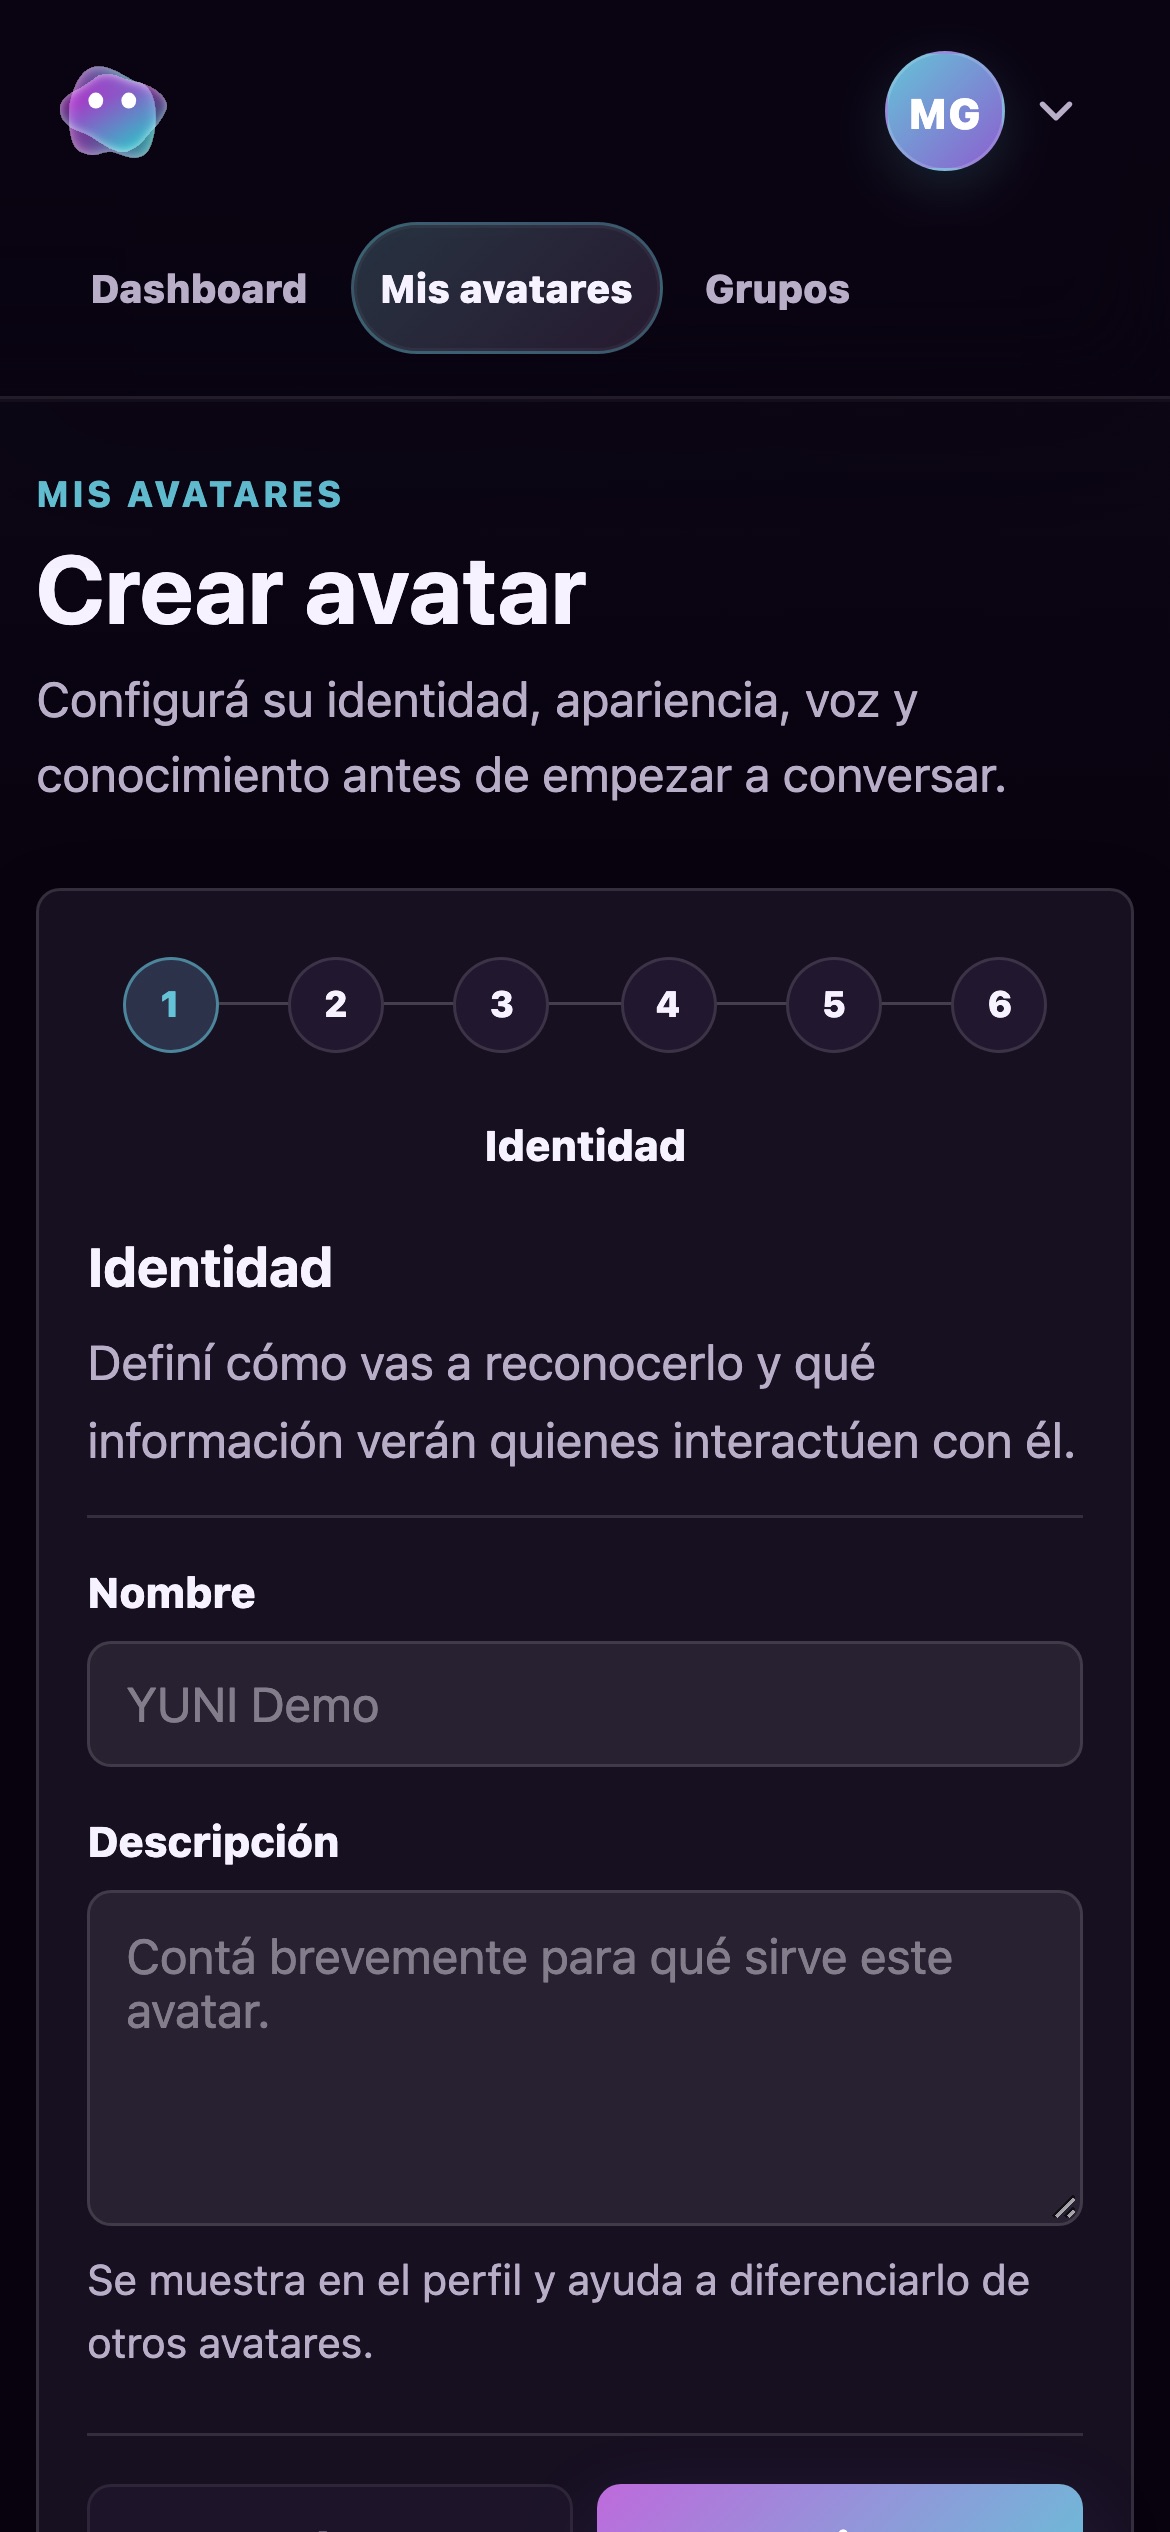 MG
Dashboard
Mis avatares
Grupos
MIS AVATARES
Crear avatar
Configurá su identidad, apariencia, voz y
conocimiento antes de empezar a conversar.
1
2
3
4
5
6
Identidad
Identidad
Definí cómo vas a reconocerlo y qué
información verán quienes interactúen con él.
Nombre
YUNI Demo
Descripción
Contá brevemente para qué sirve este
avatar.
Se muestra en el perfil y ayuda a diferenciarlo de
otros avatares.